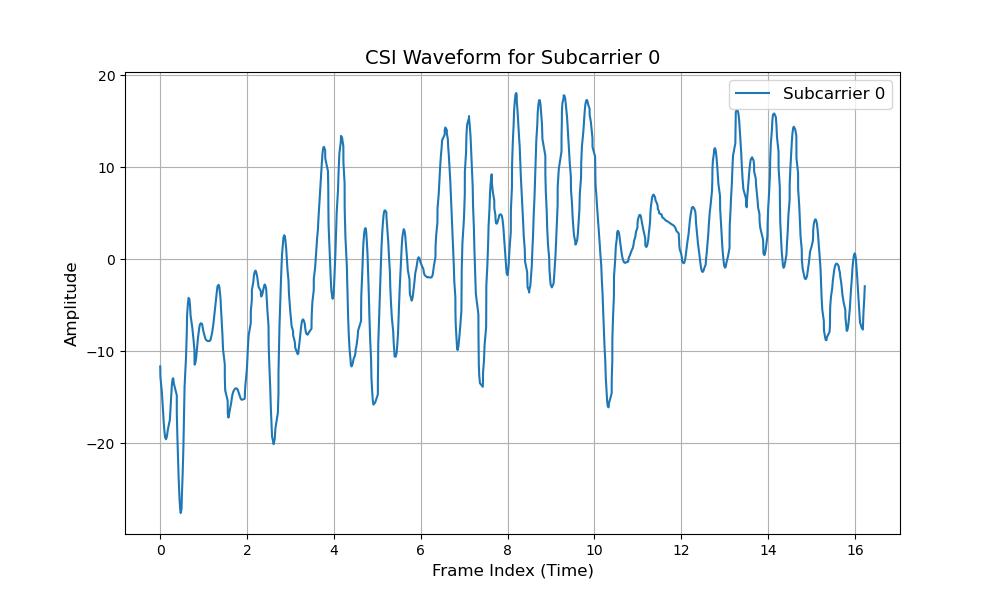 CSI Waveform for Subcarrier 0
Subcarrier 0
20
10
0
−10
−20
Amplitude
0 2 4 6 8 10 12 14 16
Frame Index (Time)